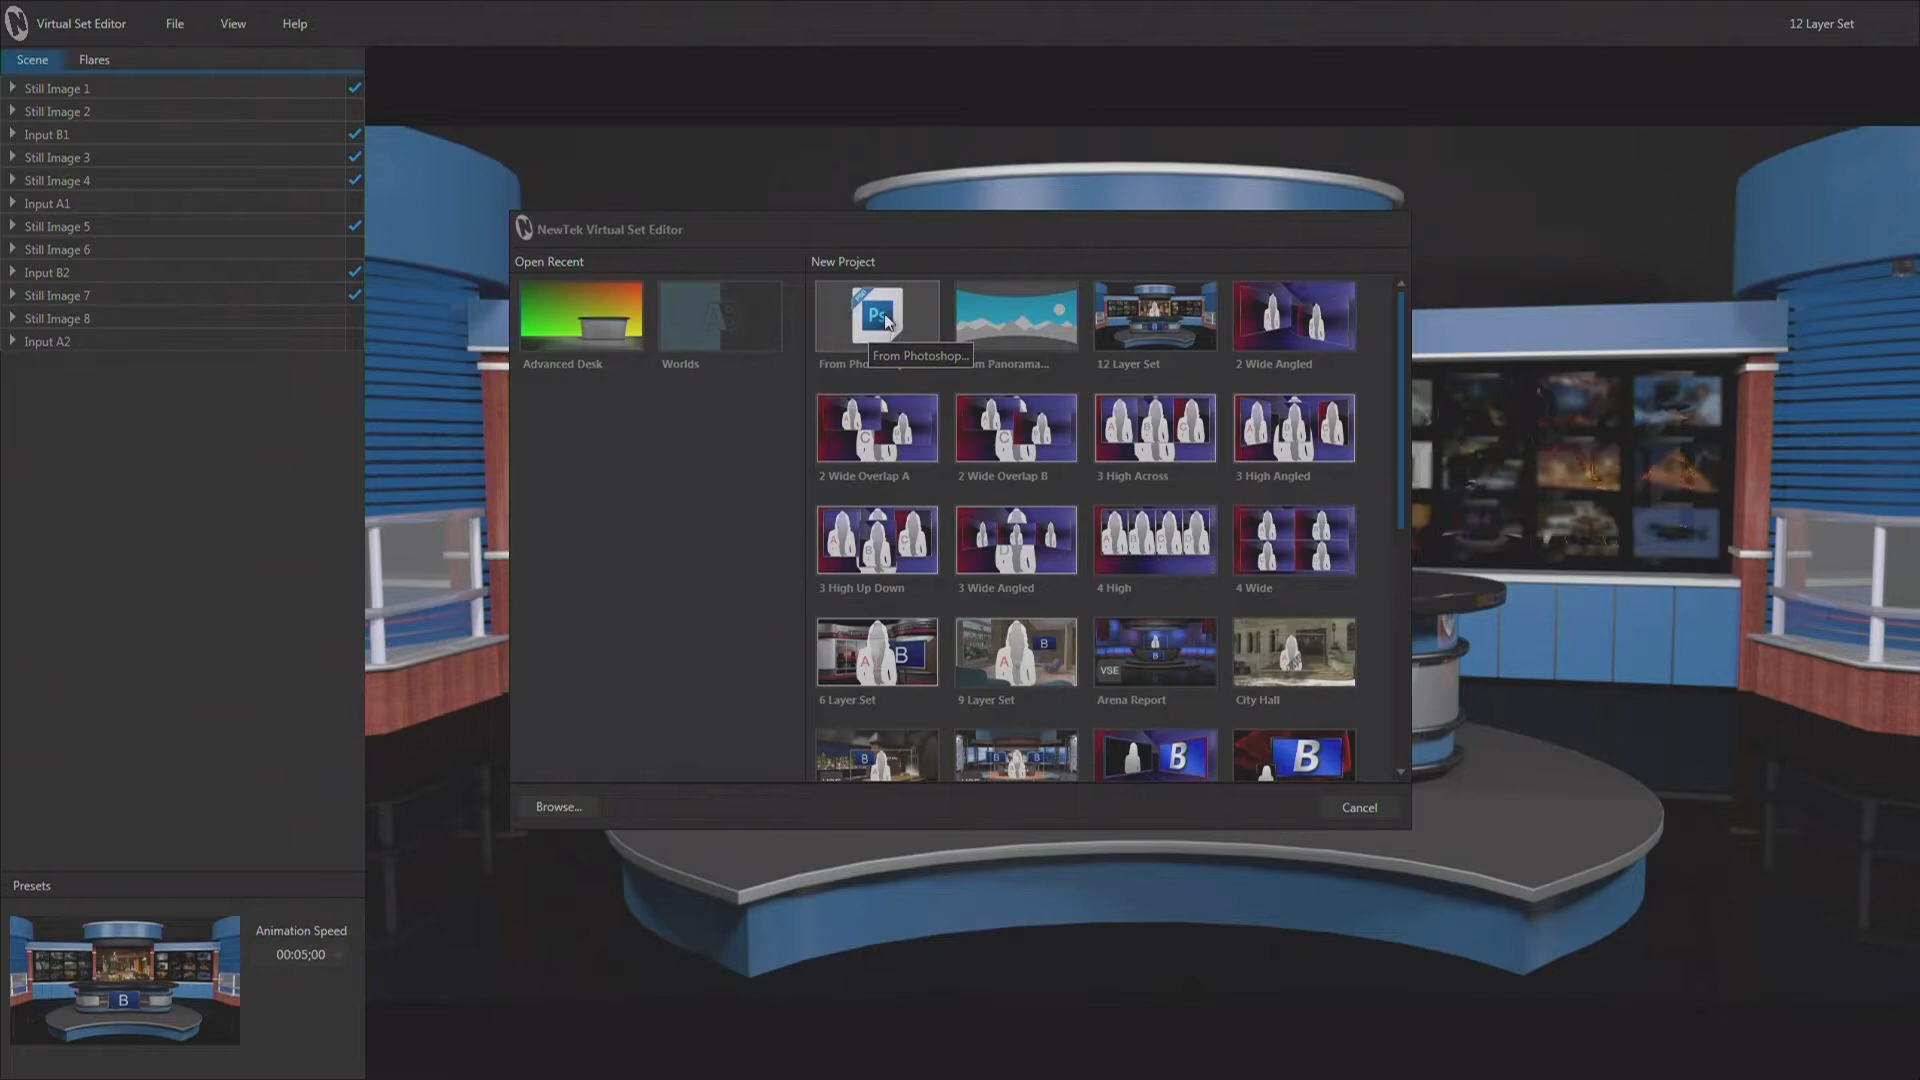 Virtual Set Editor
File
View
Help
12 Layer Set
Scene
Flares
Still Image 1
Still Image 2
Input B1
Still Image 3
Still Image 4
Input A1
Still Image 5
Still Image 6
Input B2
Still Image 7
Still Image 8
Input A2
NewTek Virtual Set Editor
Open Recent
New Project
Advanced Desk
Worlds
Ps
From Pho
From Photoshop...
m Panorama...
12 Layer Set
2 Wide Angled
2 Wide Overlap A
2 Wide Overlap B
3 High Across
3 High Angled
3 High Up Down
3 Wide Angled
4 High
4 Wide
A
B
A
B
VSE
B
A
6 Layer Set
9 Layer Set
Arena Report
City Hall
B
B
B
B
B
Browse...
Cancel
Presets
Animation Speed
00:05;00
B